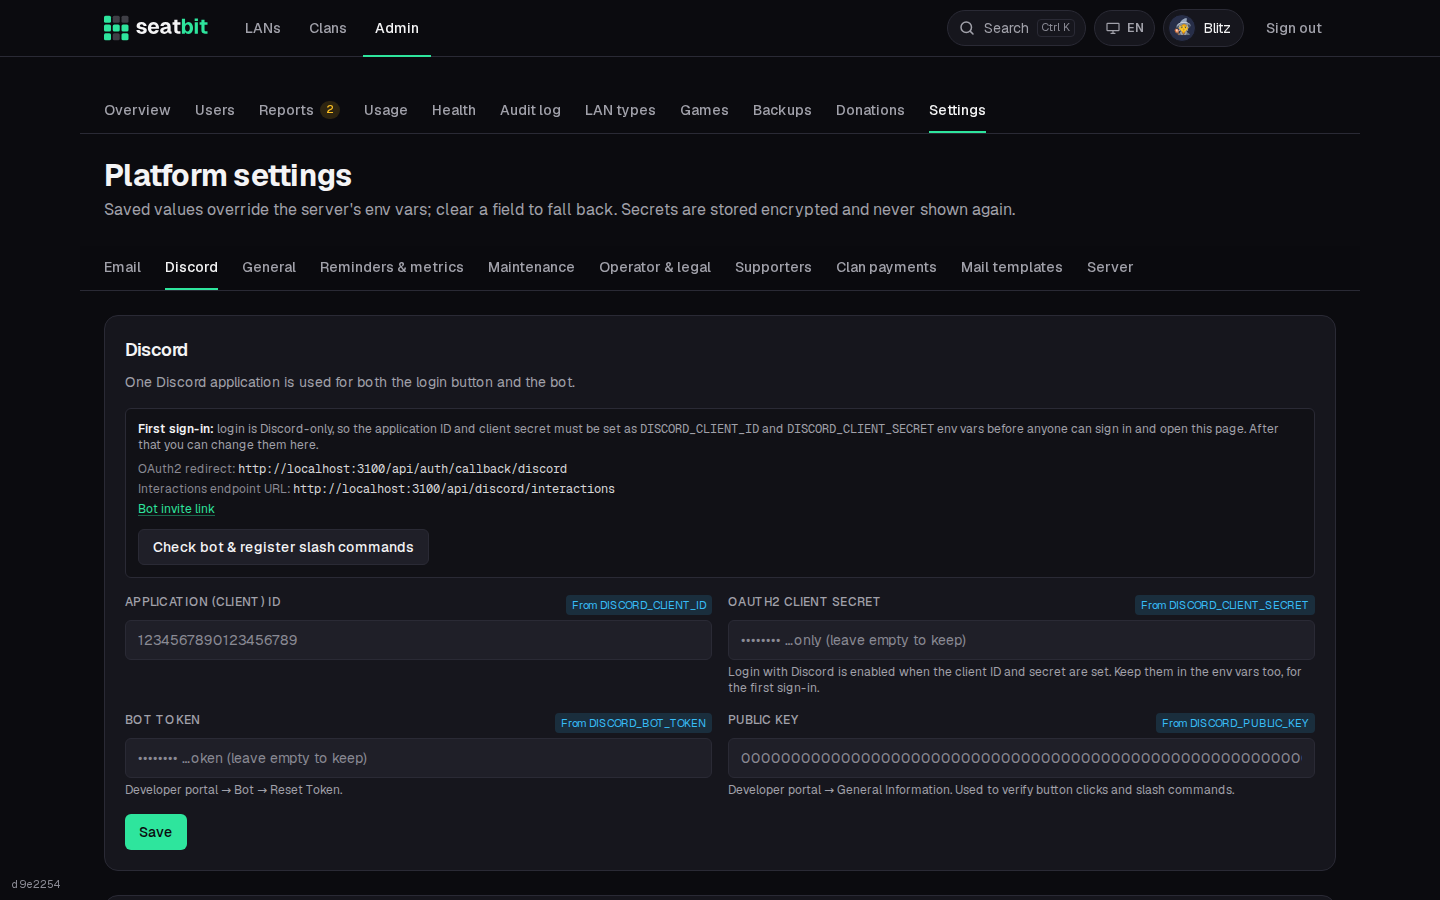 seatbit LANs Clans Admin Search Ctrl K EN Blitz Sign out
Overview Users Reports 2 Usage Health Audit log LAN types Games Backups Donations Settings
Platform settings
Saved values override the server's env vars; clear a field to fall back. Secrets are stored encrypted and never shown again.
Email Discord General Reminders & metrics Maintenance Operator & legal Supporters Clan payments Mail templates Server
Discord
One Discord application is used for both the login button and the bot.
First sign-in: login is Discord-only, so the application ID and client secret must be set as DISCORD_CLIENT_ID and DISCORD_CLIENT_SECRET env vars before anyone can sign in and open this page. After
that you can change them here.
OAuth2 redirect: http://localhost:3100/api/auth/callback/discord
Interactions endpoint URL: http://localhost:3100/api/discord/interactions
Bot invite link
Check bot & register slash commands
APPLICATION (CLIENT) ID From DISCORD_CLIENT_ID OAUTH2 CLIENT SECRET From DISCORD_CLIENT_SECRET
1234567890123456789 •••••••• …only (leave empty to keep)
Login with Discord is enabled when the client ID and secret are set. Keep them in the env vars too, for
the first sign-in.
BOT TOKEN From DISCORD_BOT_TOKEN PUBLIC KEY From DISCORD_PUBLIC_KEY
•••••••• …oken (leave empty to keep)
Developer portal → Bot → Reset Token. Developer portal → General Information. Used to verify button clicks and slash commands.
Save
d9e2254